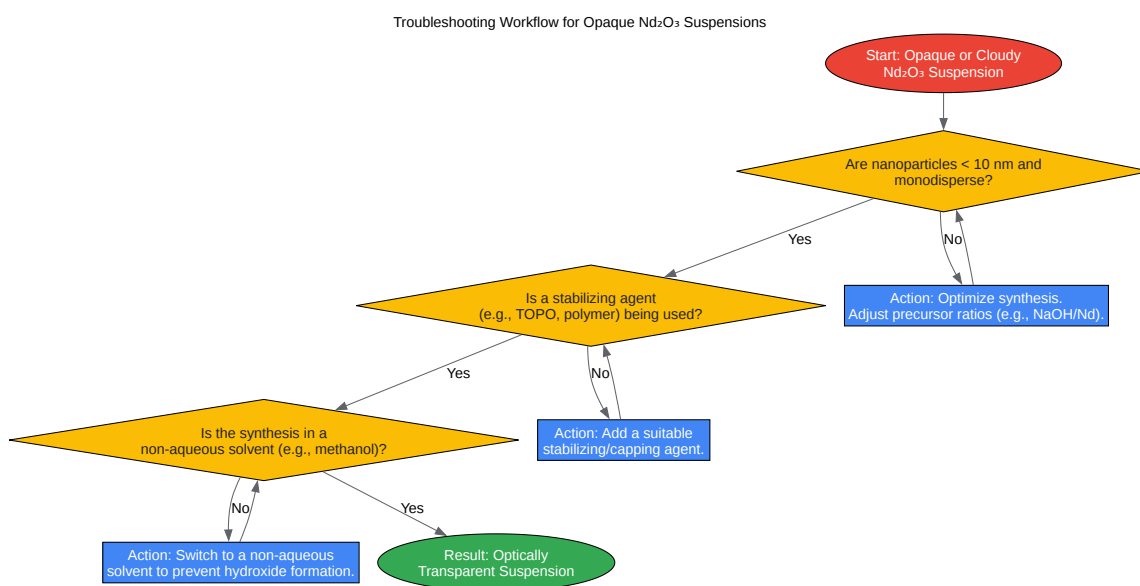 Troubleshooting Workflow for Opaque Nd₂O₃ Suspensions
Start: Opaque or Cloudy
Nd₂O₃ Suspension
Are nanoparticles < 10 nm and
monodisperse?
Yes
No
Action: Optimize synthesis.
Adjust precursor ratios (e.g., NaOH/Nd).
Is a stabilizing agent
(e.g., TOPO, polymer) being used?
Yes
No
Action: Add a suitable
stabilizing/capping agent.
Is the synthesis in a
non-aqueous solvent (e.g., methanol)?
No
Yes
Action: Switch to a non-aqueous
solvent to prevent hydroxide formation.
Result: Optically
Transparent Suspension